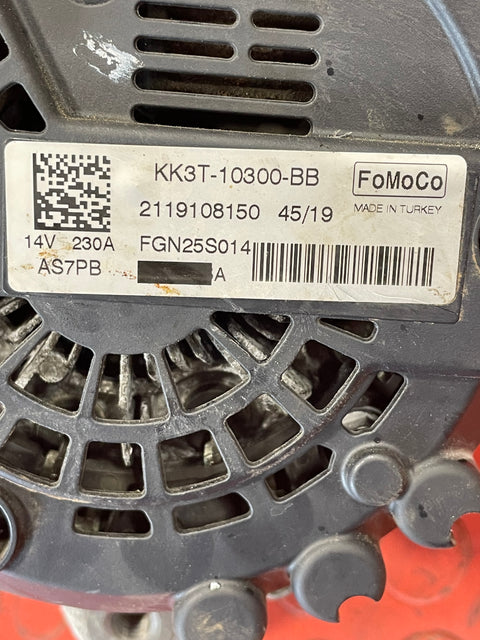 KK3T-10300-BB
FoMoCo
2119108150 45/19
MADE IN TURKEY
14V 230A FGN25S014
AS7PB A